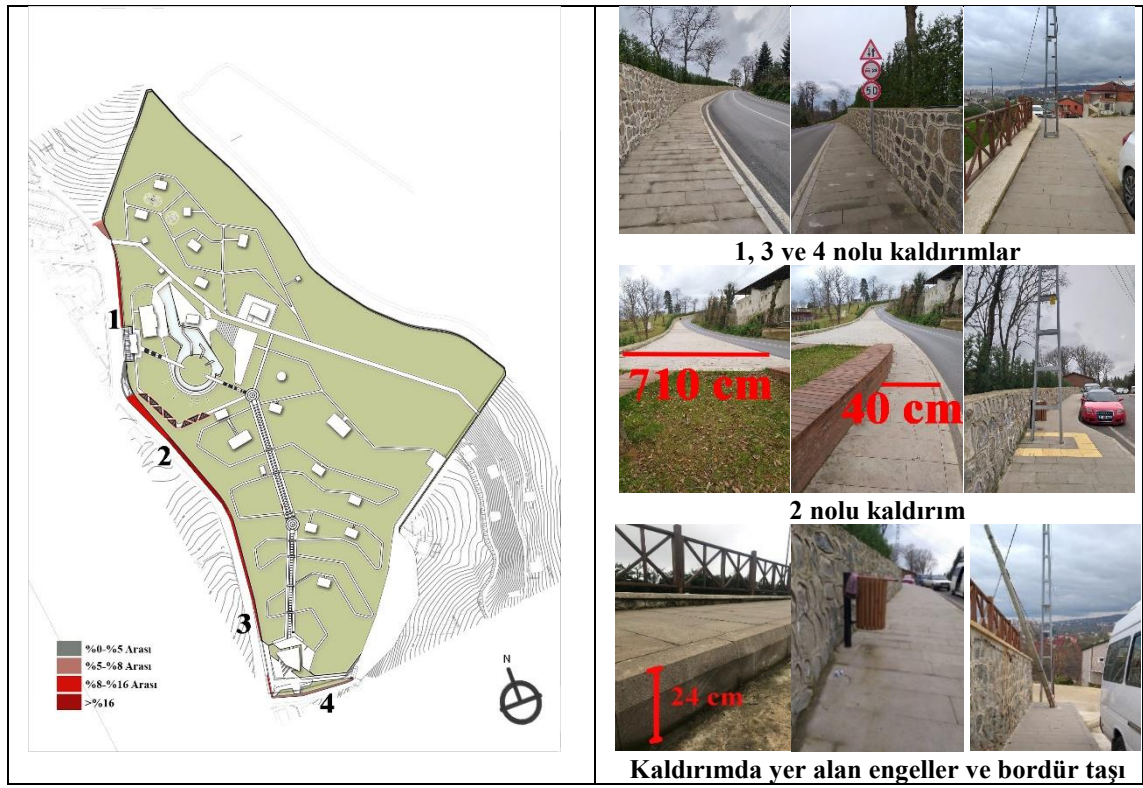 1
2
3
4
%0-%5 Arası
%5-%8 Arası
%8-%16 Arası
>%16
N
50
1, 3 ve 4 nolu kaldırımlar
710 cm
40 cm
2 nolu kaldırım
24 cm
Kaldırımda yer alan engeller ve bordür taşı